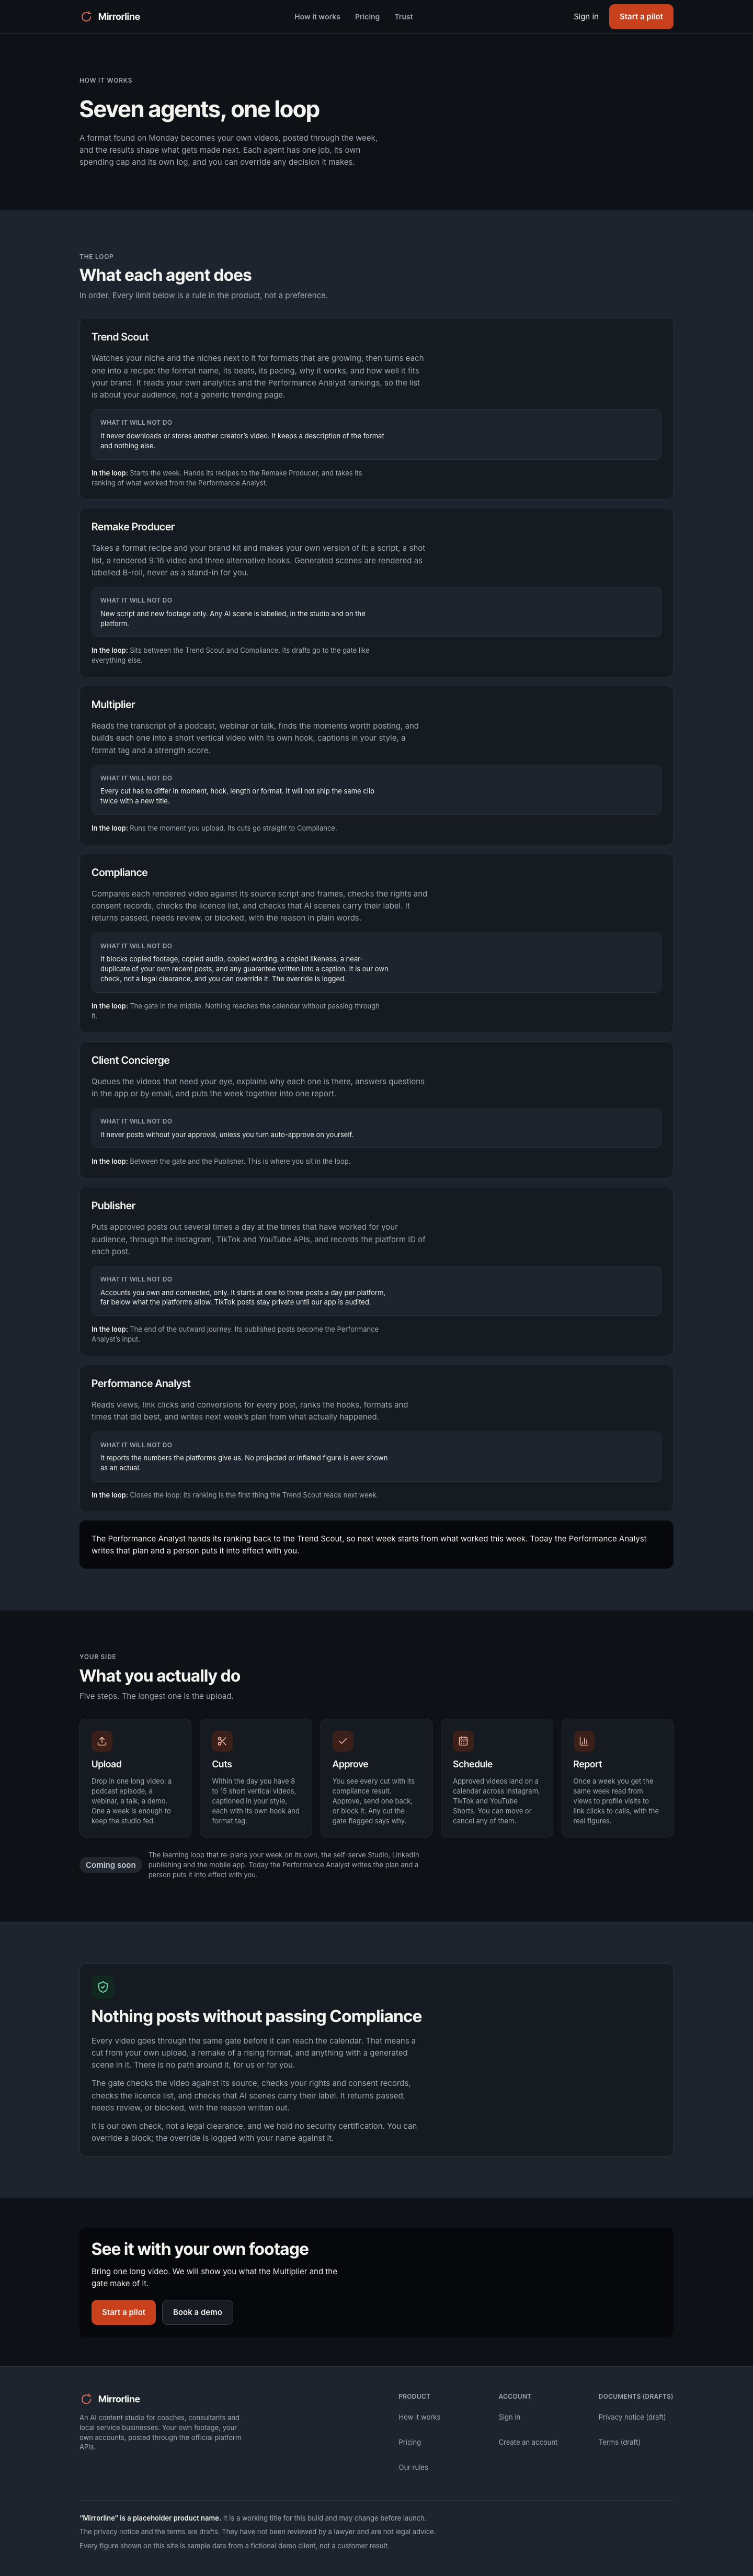 Mirrorline
How it works
Pricing
Trust
Sign in
Start a pilot
HOW IT WORKS
Seven agents, one loop
A format found on Monday becomes your own videos, posted through the week,
and the results shape what gets made next. Each agent has one job, its own
spending cap and its own log, and you can override any decision it makes.
THE LOOP
What each agent does
In order. Every limit below is a rule in the product, not a preference.
Trend Scout
Watches your niche and the niches next to it for formats that are growing, then turns each
one into a recipe: the format name, its beats, its pacing, why it works, and how well it fits
your brand. It reads your own analytics and the Performance Analyst rankings, so the list
is about your audience, not a generic trending page.
WHAT IT WILL NOT DO
It never downloads or stores another creator's video. It keeps a description of the format
and nothing else.
In the loop: Starts the week. Hands its recipes to the Remake Producer, and takes its
ranking of what worked from the Performance Analyst.
Remake Producer
Takes a format recipe and your brand kit and makes your own version of it: a script, a shot
list, a rendered 9:16 video and three alternative hooks. Generated scenes are rendered as
labelled B-roll, never as a stand-in for you.
WHAT IT WILL NOT DO
New script and new footage only. Any AI scene is labelled, in the studio and on the
platform.
In the loop: Sits between the Trend Scout and Compliance. Its drafts go to the gate like
everything else.
Multiplier
Reads the transcript of a podcast, webinar or talk, finds the moments worth posting, and
builds each one into a short vertical video with its own hook, captions in your style, a
format tag and a strength score.
WHAT IT WILL NOT DO
Every cut has to differ in moment, hook, length or format. It will not ship the same clip
twice with a new title.
In the loop: Runs the moment you upload. Its cuts go straight to Compliance.
Compliance
Compares each rendered video against its source script and frames, checks the rights and
consent records, checks the licence list, and checks that AI scenes carry their label. It
returns passed, needs review, or blocked, with the reason in plain words.
WHAT IT WILL NOT DO
It blocks copied footage, copied audio, copied wording, a copied likeness, a near-
duplicate of your own recent posts, and any guarantee written into a caption. It is our own
check, not a legal clearance, and you can override it. The override is logged.
In the loop: The gate in the middle. Nothing reaches the calendar without passing through
it.
Client Concierge
Queues the videos that need your eye, explains why each one is there, answers questions
in the app or by email, and puts the week together into one report.
WHAT IT WILL NOT DO
It never posts without your approval, unless you turn auto-approve on yourself.
In the loop: Between the gate and the Publisher. This is where you sit in the loop.
Publisher
Puts approved posts out several times a day at the times that have worked for your
audience, through the Instagram, TikTok and YouTube APIs, and records the platform ID of
each post.
WHAT IT WILL NOT DO
Accounts you own and connected, only. It starts at one to three posts a day per platform,
far below what the platforms allow. TikTok posts stay private until our app is audited.
In the loop: The end of the outward journey. Its published posts become the Performance
Analyst's input.
Performance Analyst
Reads views, link clicks and conversions for every post, ranks the hooks, formats and
times that did best, and writes next week's plan from what actually happened.
WHAT IT WILL NOT DO
It reports the numbers the platforms give us. No projected or inflated figure is ever shown
as an actual.
In the loop: Closes the loop: its ranking is the first thing the Trend Scout reads next week.
The Performance Analyst hands its ranking back to the Trend Scout, so next week starts from what worked this week. Today the Performance Analyst
writes that plan and a person puts it into effect with you.
YOUR SIDE
What you actually do
Five steps. The longest one is the upload.
Upload
Drop in one long video: a
podcast episode, a
webinar, a talk, a demo.
One a week is enough to
keep the studio fed.
Cuts
Within the day you have 8
to 15 short vertical videos,
captioned in your style,
each with its own hook and
format tag.
Approve
You see every cut with its
compliance result.
Approve, send one back,
or block it. Any cut the
gate flagged says why.
Schedule
Approved videos land on a
calendar across Instagram,
TikTok and YouTube
Shorts. You can move or
cancel any of them.
Report
Once a week you get the
same week read from
views to profile visits to
link clicks to calls, with the
real figures.
Coming soon
The learning loop that re-plans your week on its own, the self-serve Studio, LinkedIn
publishing and the mobile app. Today the Performance Analyst writes the plan and a
person puts it into effect with you.
Nothing posts without passing Compliance
Every video goes through the same gate before it can reach the calendar. That means a
cut from your own upload, a remake of a rising format, and anything with a generated
scene in it. There is no path around it, for us or for you.
The gate checks the video against its source, checks your rights and consent records,
checks the licence list, and checks that AI scenes carry their label. It returns passed,
needs review, or blocked, with the reason written out.
It is our own check, not a legal clearance, and we hold no security certification. You can
override a block; the override is logged with your name against it.
See it with your own footage
Bring one long video. We will show you what the Multiplier and the
gate make of it.
Start a pilot
Book a demo
Mirrorline
An AI content studio for coaches, consultants and
local service businesses. Your own footage, your
own accounts, posted through the official platform
APIs.
PRODUCT
How it works
Pricing
Our rules
ACCOUNT
Sign in
Create an account
DOCUMENTS (DRAFTS)
Privacy notice (draft)
Terms (draft)
“Mirrorline” is a placeholder product name. It is a working title for this build and may change before launch.
The privacy notice and the terms are drafts. They have not been reviewed by a lawyer and are not legal advice.
Every figure shown on this site is sample data from a fictional demo client, not a customer result.